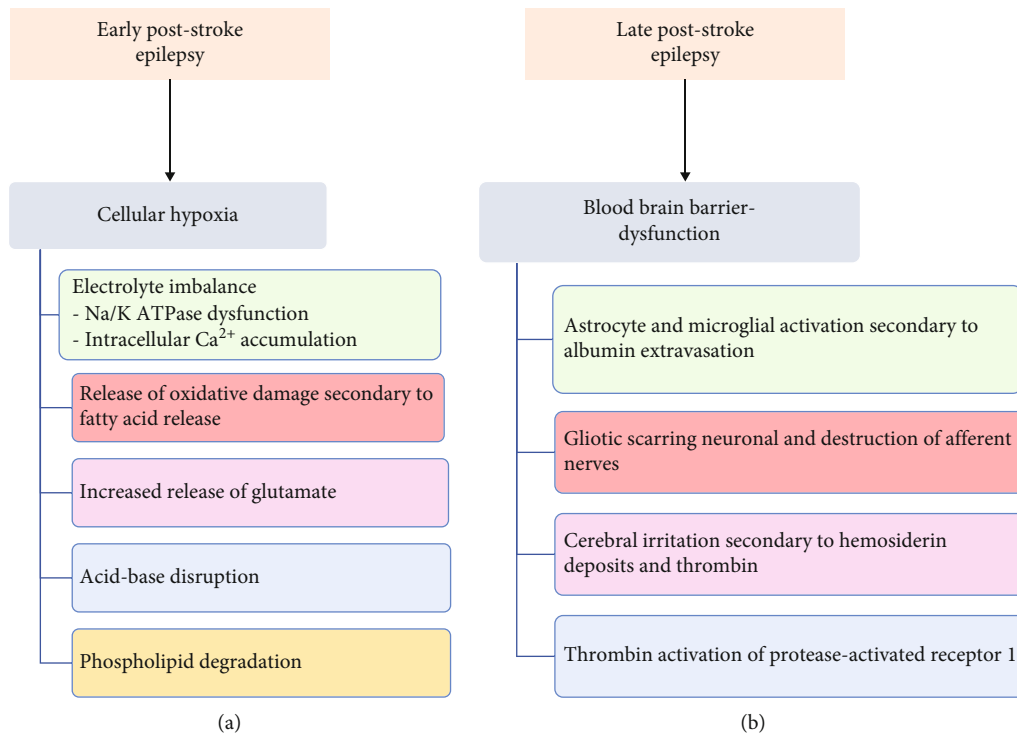 Early post-stroke
epilepsy
Cellular hypoxia
Electrolyte imbalance
- Na/K ATPase dysfunction
- Intracellular Ca²⁺ accumulation
Release of oxidative damage secondary to
fatty acid release
Increased release of glutamate
Acid-base disruption
Phospholipid degradation
(a)
Late post-stroke
epilepsy
Blood brain barrier-
dysfunction
Astrocyte and microglial activation secondary to
albumin extravasation
Gliotic scarring neuronal and destruction of afferent
nerves
Cerebral irritation secondary to hemosiderin
deposits and thrombin
Thrombin activation of protease-activated receptor 1
(b)